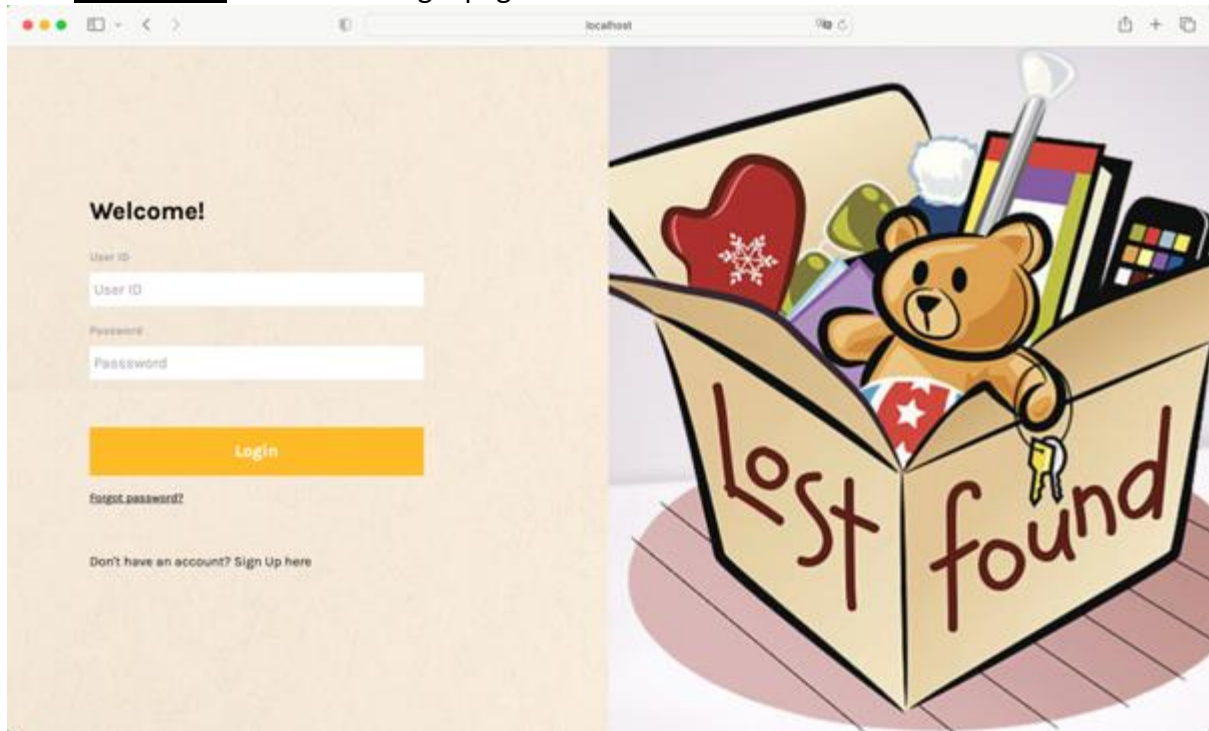 localhost
Welcome!
User ID
User ID
Password
Passsword
Login
Forgot password?
Don't have an account? Sign Up here
Lost
found